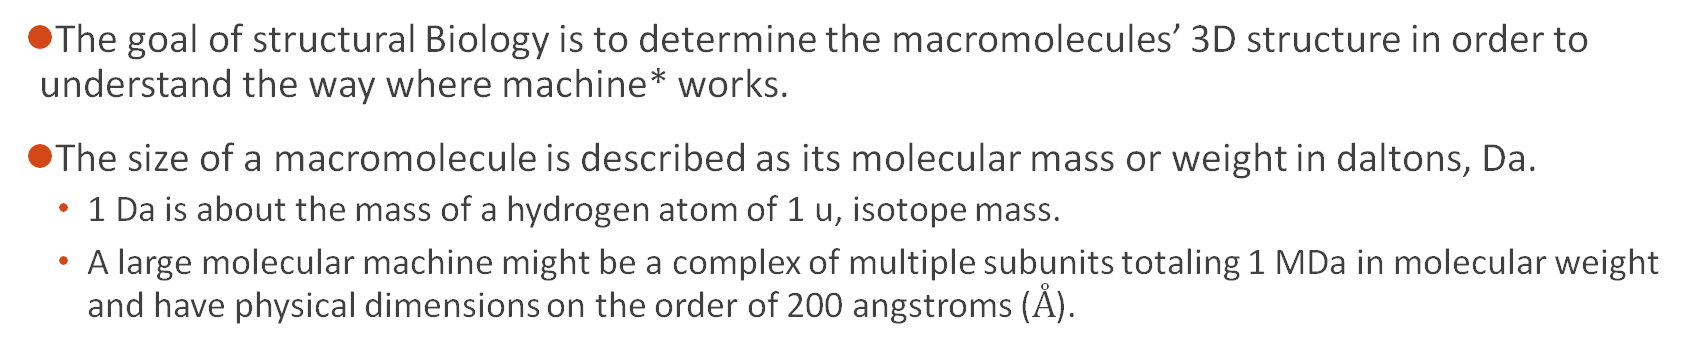 ●The goal of structural Biology is to determine the macromolecules’ 3D structure in order to
understand the way where machine* works.
●The size of a macromolecule is described as its molecular mass or weight in daltons, Da.
• 1 Da is about the mass of a hydrogen atom of 1 u, isotope mass.
• A large molecular machine might be a complex of multiple subunits totaling 1 MDa in molecular weight
and have physical dimensions on the order of 200 angstroms (Å).